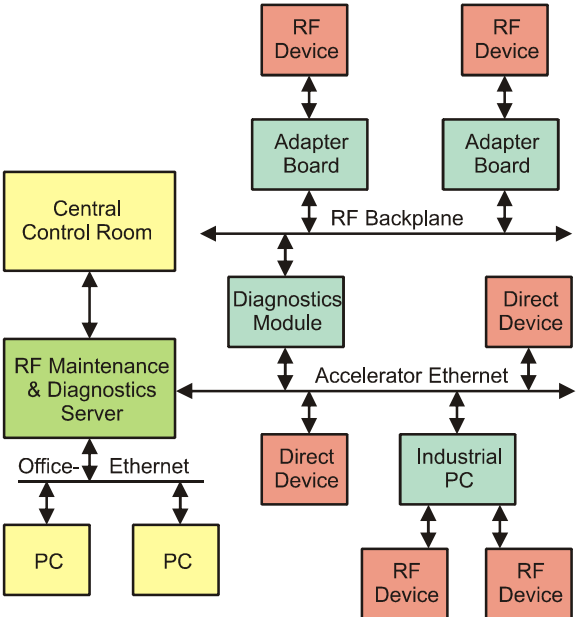 RF
Device
RF
Device
Adapter
Board
Adapter
Board
Central
Control Room
RF Backplane
Diagnostics
Module
Direct
Device
RF Maintenance
& Diagnostics
Server
Accelerator Ethernet
Office- Ethernet
Direct
Device
Industrial
PC
PC
PC
RF
Device
RF
Device